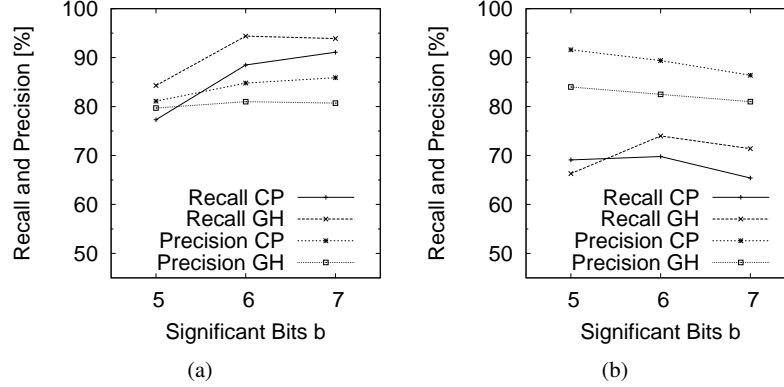 Recall and Precision [%]
100
90
80
70
60
50
Recall CP
Recall GH
Precision CP
Precision GH
5 6 7
Significant Bits b
(a)
Recall and Precision [%]
100
90
80
70
60
50
Recall CP
Recall GH
Precision CP
Precision GH
5 6 7
Significant Bits b
(b)